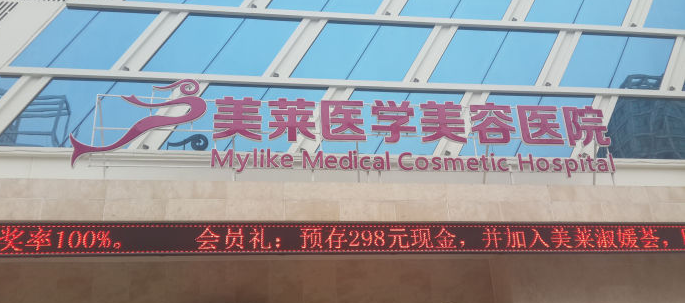 美莱医学美容医院
Mylike Medical Cosmetic Hospital
奖率100%。 会员礼：预存298元现金，并加入美莱淑媛荟，